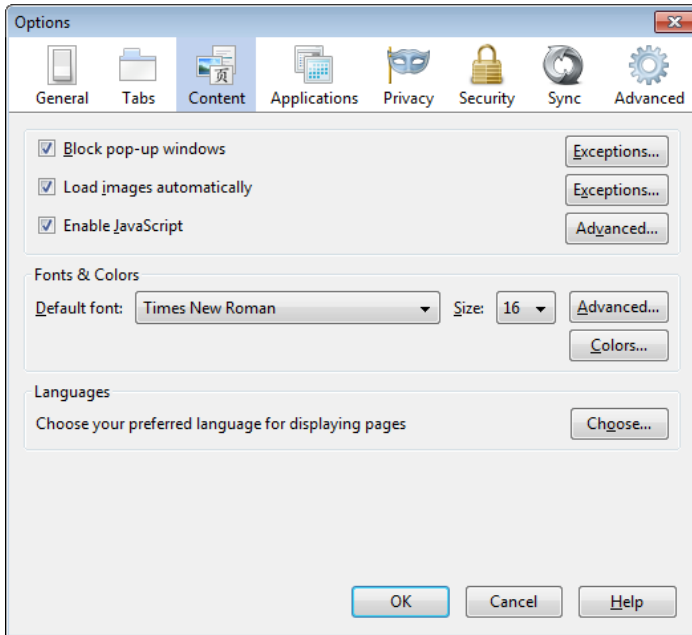 Options
General Tabs Content Applications Privacy Security Sync Advanced
Block pop-up windows Exceptions...
Load images automatically Exceptions...
Enable JavaScript Advanced...
Fonts & Colors
Default font: Times New Roman Size: 16 Advanced...
Colors...
Languages
Choose your preferred language for displaying pages Choose...
OK Cancel Help